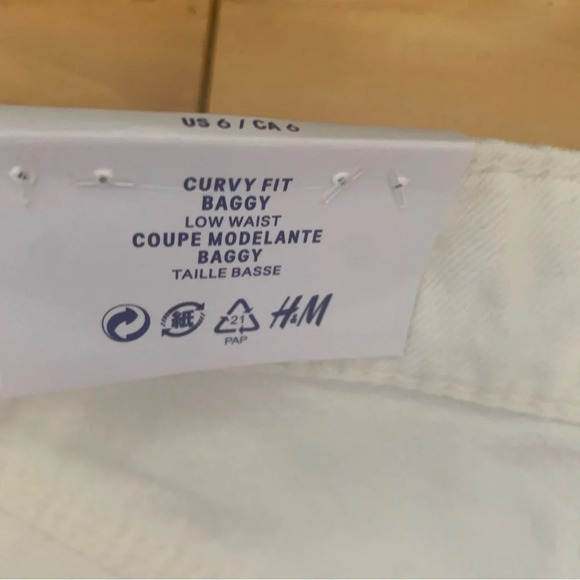 US 6 / CA 6
CURVY FIT
BAGGY
LOW WAIST
COUPE MODELANTE
BAGGY
TAILLE BASSE
紙 21 H&M
PAP